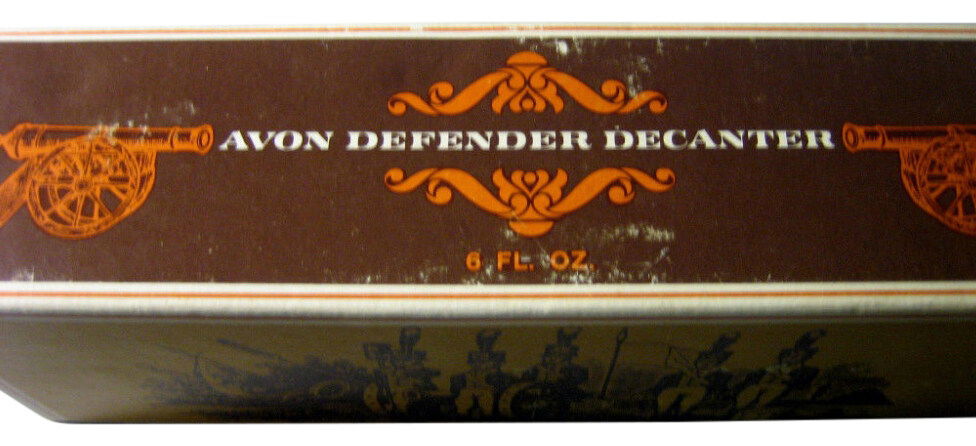 AVON DEFENDER DECANTER
6 FL. OZ.